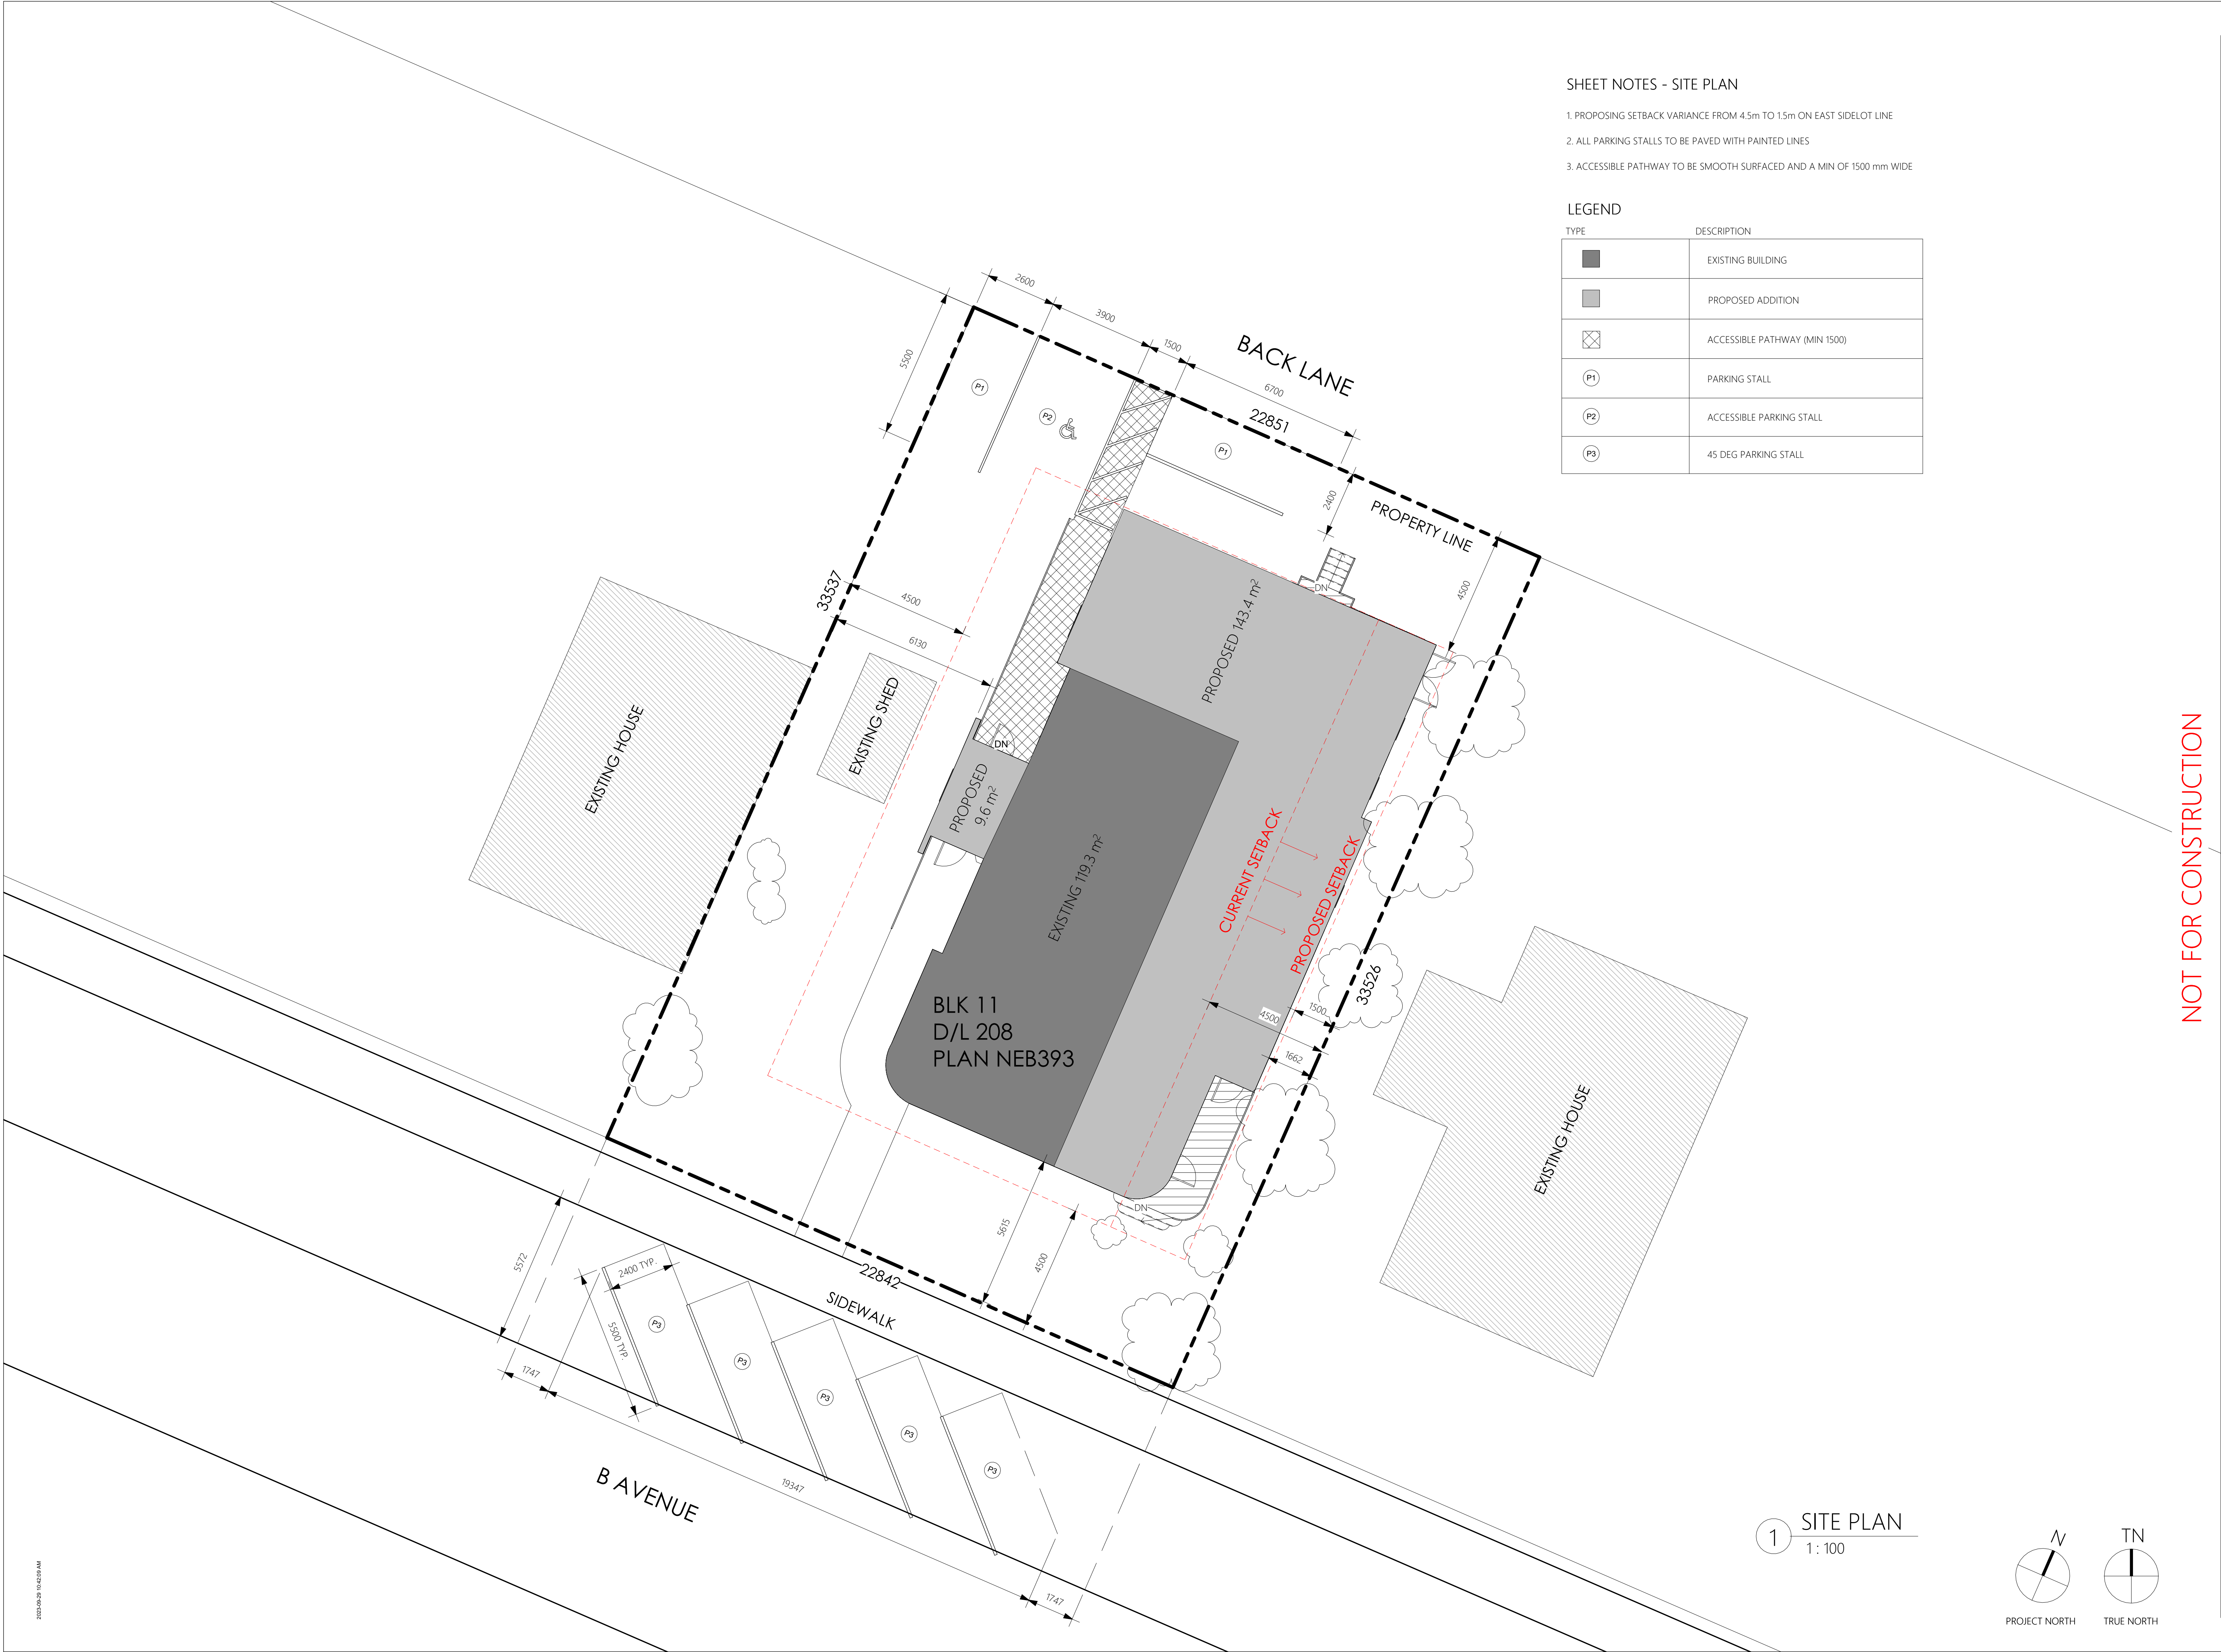 SHEET NOTES - SITE PLAN
1. PROPOSING SETBACK VARIANCE FROM 4.5m TO 1.5m ON EAST SIDELOT LINE
2. ALL PARKING STALLS TO BE PAVED WITH PAINTED LINES
3. ACCESSIBLE PATHWAY TO BE SMOOTH SURFACED AND A MIN OF 1500 mm WIDE
LEGEND
TYPE DESCRIPTION
EXISTING BUILDING
PROPOSED ADDITION
ACCESSIBLE PATHWAY (MIN 1500)
P1 PARKING STALL
P2 ACCESSIBLE PARKING STALL
P3 45 DEG PARKING STALL
2600
3900
1500
6700
BACK LANE
22851
5500
P1
P2
P1
2400
PROPERTY LINE
4500
DN
33537
4500
6130
PROPOSED 143.4 m²
EXISTING HOUSE
EXISTING SHED
DN
PROPOSED
9.6 m²
EXISTING 119.3 m²
CURRENT SETBACK
PROPOSED SETBACK
33526
BLK 11
D/L 208
PLAN NEB393
4500
1500
1662
EXISTING HOUSE
DN
5615
4500
22842
SIDEWALK
5572
2400 TYP.
5500 TYP.
P3
P3
P3
P3
P3
1747
19347
1747
B AVENUE
NOT FOR CONSTRUCTION
1 SITE PLAN
1 : 100
N
TN
PROJECT NORTH
TRUE NORTH
2023-09-29 10:42:09 AM